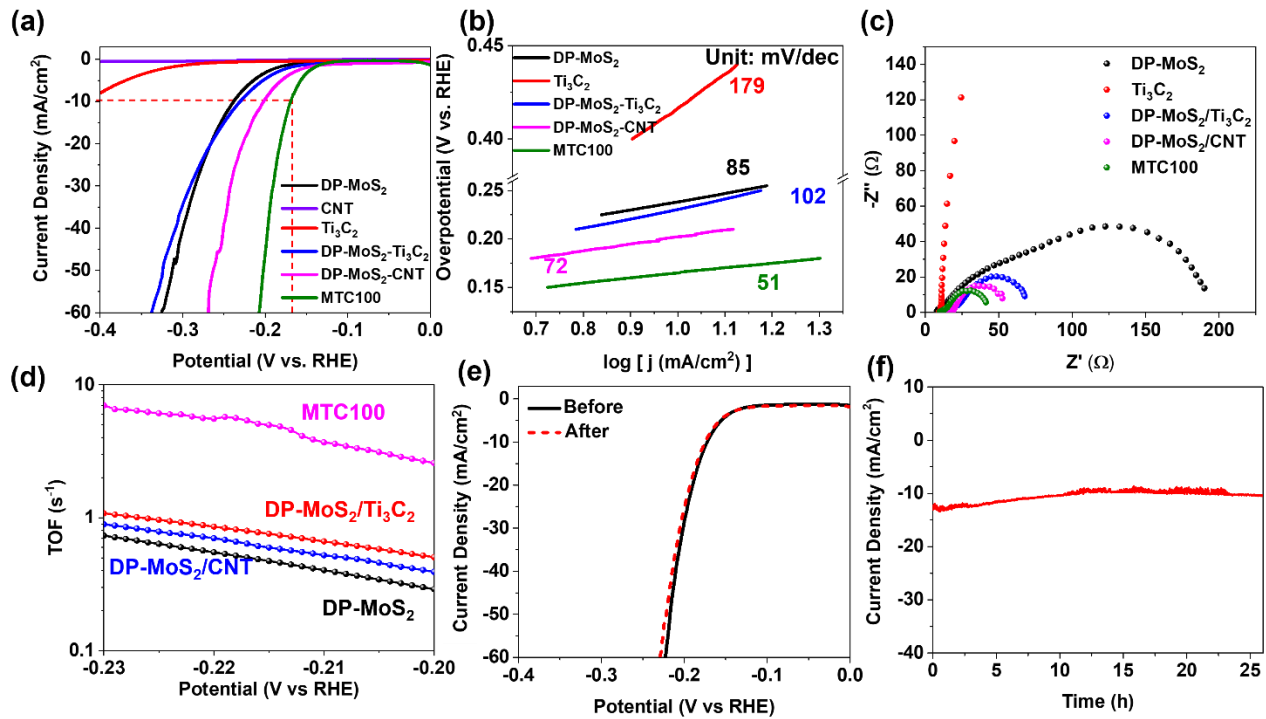 (a)
Current Density (mA/cm²)
0
-10
-20
-30
-40
-50
-60
-0.4
-0.3
-0.2
-0.1
0.0
Potential (V vs. RHE)
DP-MoS₂
CNT
Ti₃C₂
DP-MoS₂-Ti₃C₂
DP-MoS₂-CNT
MTC100
(b)
Overpotential (V vs. RHE)
0.45
0.40
0.25
0.20
0.15
0.7
0.8
0.9
1.0
1.1
1.2
1.3
log [ j (mA/cm²) ]
Unit: mV/dec
DP-MoS₂
Ti₃C₂
DP-MoS₂-Ti₃C₂
DP-MoS₂-CNT
MTC100
179
85
102
72
51
(c)
-Z'' (Ω)
140
120
100
80
60
40
20
0
0
50
100
150
200
Z' (Ω)
DP-MoS₂
Ti₃C₂
DP-MoS₂/Ti₃C₂
DP-MoS₂/CNT
MTC100
(d)
TOF (s⁻¹)
10
1
0.1
-0.23
-0.22
-0.21
-0.20
Potential (V vs RHE)
MTC100
DP-MoS₂/Ti₃C₂
DP-MoS₂/CNT
DP-MoS₂
(e)
Current Density (mA/cm²)
0
-10
-20
-30
-40
-50
-60
-0.4
-0.3
-0.2
-0.1
0.0
Potential (V vs. RHE)
Before
After
(f)
Current Density (mA/cm²)
10
5
0
-5
-10
-15
-20
-25
-30
-35
-40
0
5
10
15
20
25
Time (h)